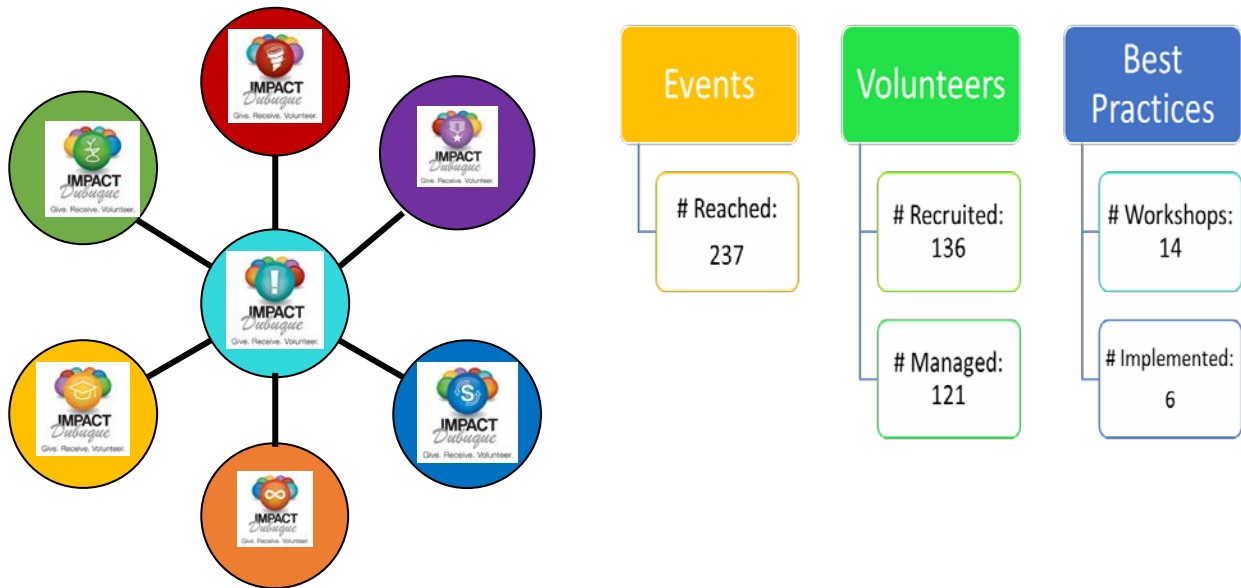 IMPACT
Dubuque
Give. Receive. Volunteer.
IMPACT
Dubuque
Give. Receive. Volunteer.
IMPACT
Dubuque
Give. Receive. Volunteer.
!
IMPACT
Dubuque
Give. Receive. Volunteer.
IMPACT
Dubuque
Give. Receive. Volunteer.
S
IMPACT
Dubuque
Give. Receive. Volunteer.
IMPACT
Dubuque
Give. Receive. Volunteer.
Events
# Reached:
237
Volunteers
# Recruited:
136
# Managed:
121
Best
Practices
# Workshops:
14
# Implemented:
6